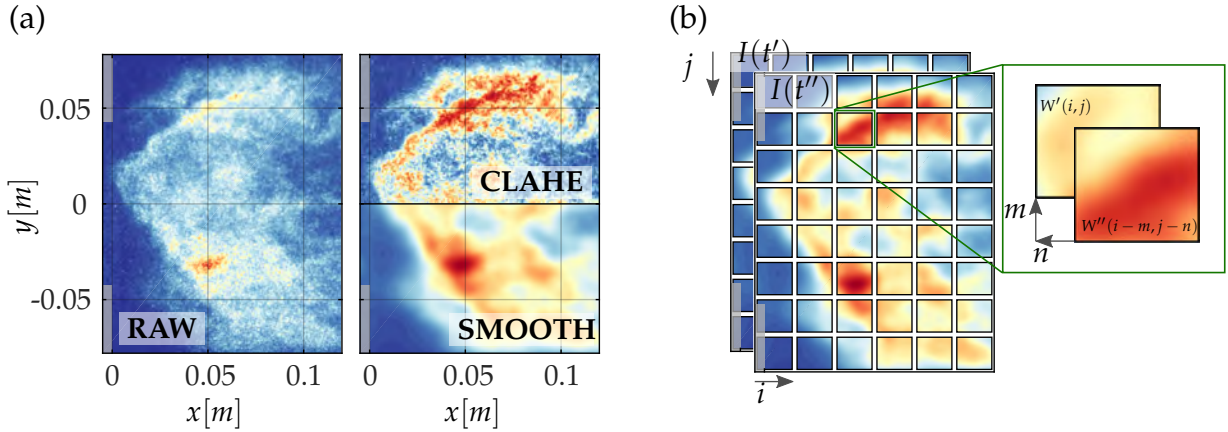 (a)
(b)
0.05
0
-0.05
y[m]
RAW
CLAHE
SMOOTH
0
0.05
0.1
0
0.05
0.1
x[m]
x[m]
j
I(t′)
I(t″)
i
W′(i,j)
W″(i−m,j−n)
m
n